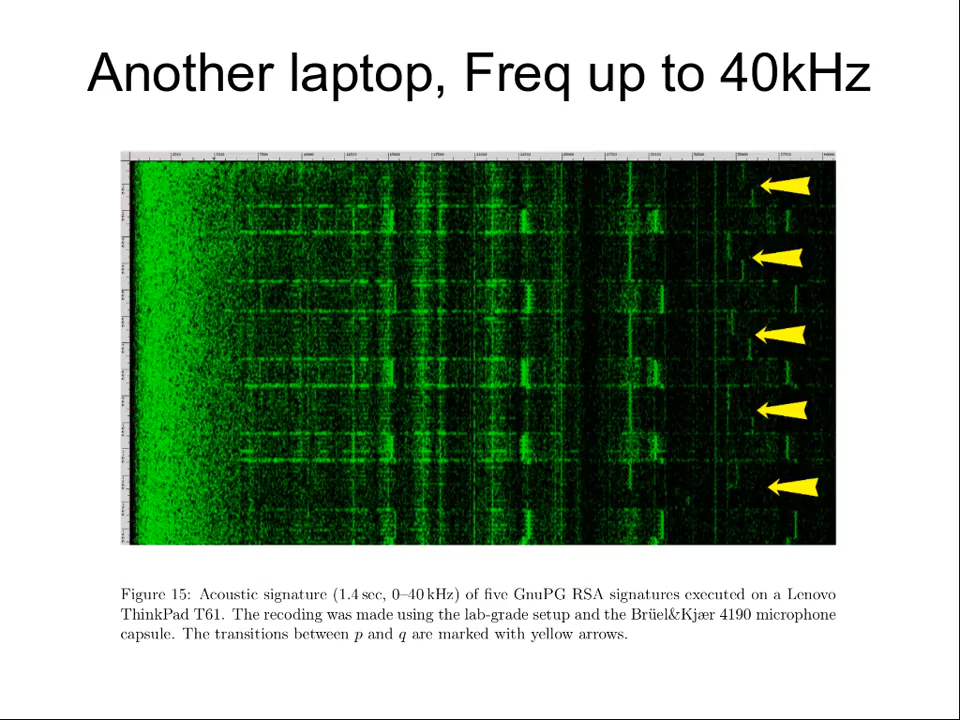 Another laptop, Freq up to 40kHz
Figure 15: Acoustic signature (1.4 sec, 0–40 kHz) of five GnuPG RSA signatures executed on a Lenovo
ThinkPad T61. The recoding was made using the lab-grade setup and the Brüel&Kjær 4190 microphone
capsule. The transitions between p and q are marked with yellow arrows.